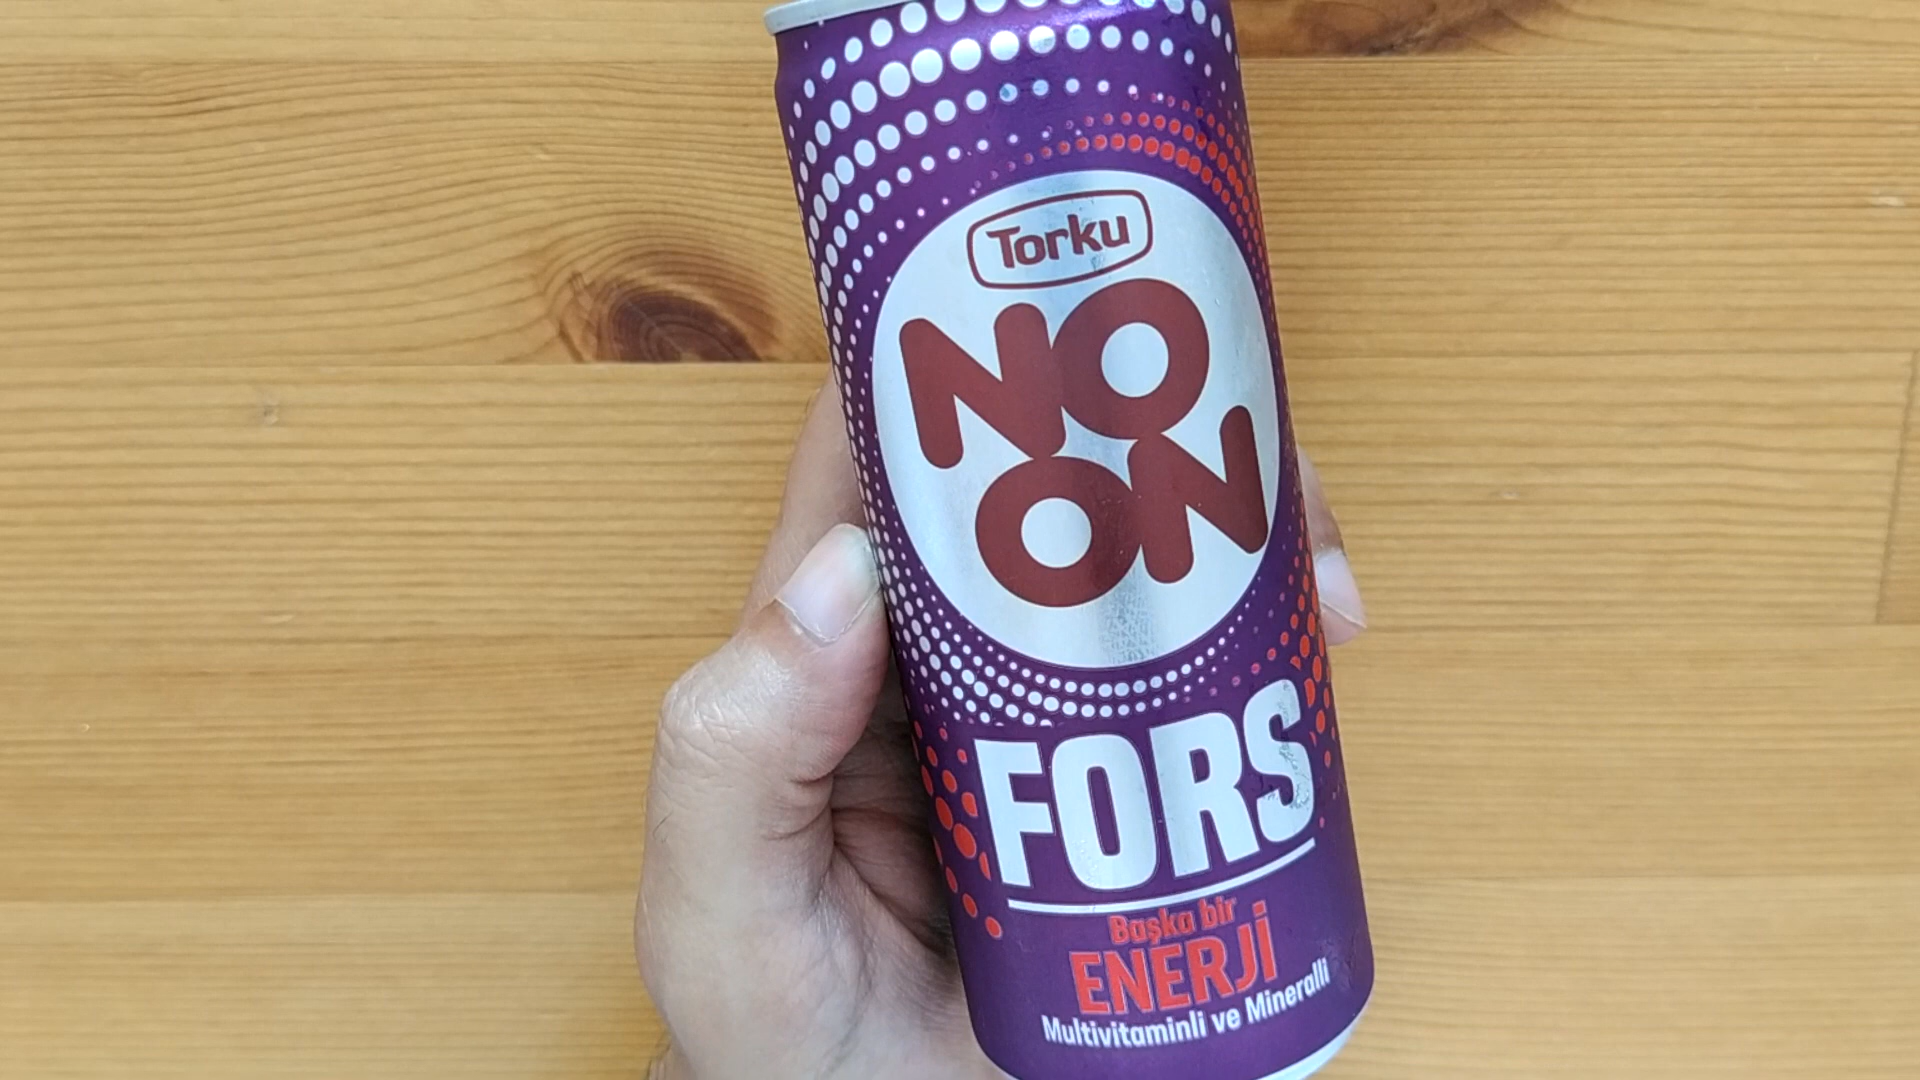 Torku
NO
ON
FORS
Başka bir
ENERJİ
Multivitaminli ve Mineralli